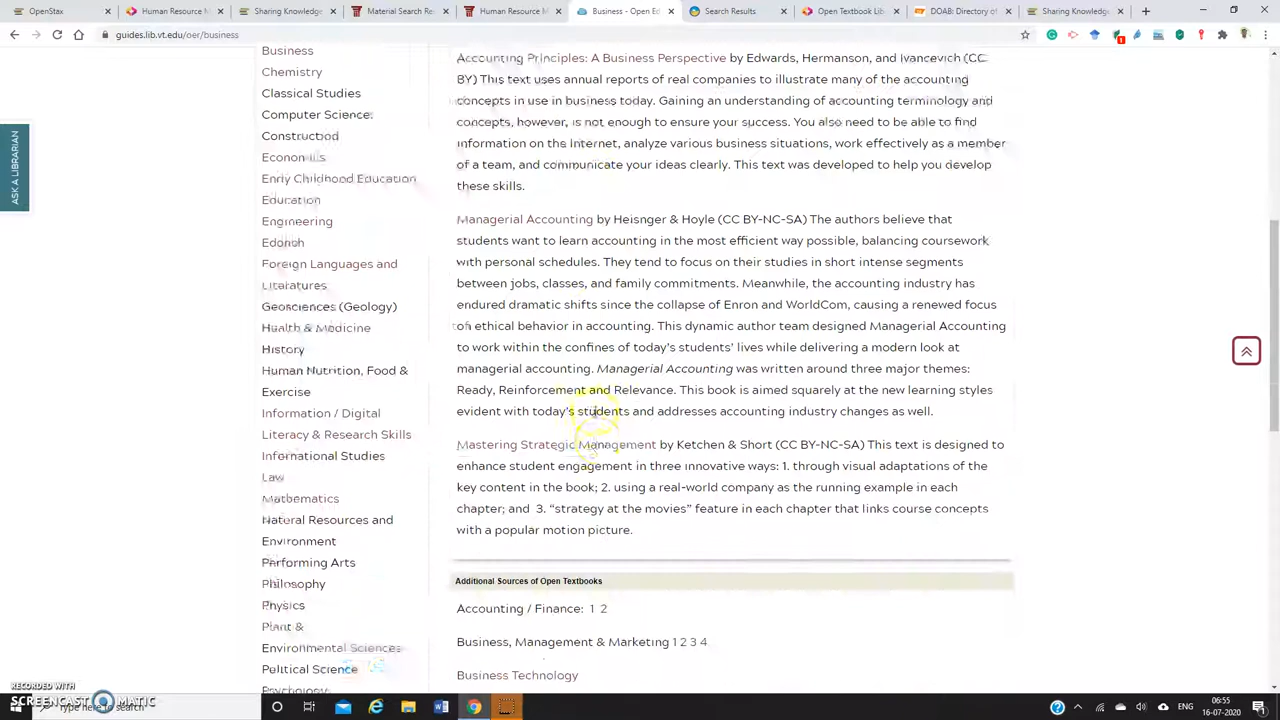 OpenStax
Human Resource M
Sharing Knowledge
Material Search Re
Human Resource M
Business - Open Ed
Search Results
Open Textbook Lib
DOAB: Directory of
Sharing Knowledge
guides.lib.vt.edu/oer/business
ASK A LIBRARIAN
Business
Chemistry
Classical Studies
Computer Science
Education
Engineering
Foreign Languages and
Literatures
Geosciences (Geology)
Health & Medicine
History
Human Nutrition, Food &
Exercise
Information / Digital
Literacy & Research Skills
International Studies
Law
Mathematics
Environment
Performing Arts
Philosophy
Physics
Plant &
Environmental Sciences
Political Science
Psychology
Accounting Principles: A Business Perspective by Edwards, Hermanson, and Ivancevich (CC
BY) This text uses annual reports of real companies to illustrate many of the accounting
concepts in use in business today. Gaining an understanding of accounting terminology and
concepts, however, is not enough to ensure your success. You also need to be able to find
information on the Internet, analyze various business situations, work effectively as a member
of a team, and communicate your ideas clearly. This text was developed to help you develop
these skills.
Managerial Accounting by Heisnger & Hoyle (CC BY-NC-SA) The authors believe that
students want to learn accounting in the most efficient way possible, balancing coursework
with personal schedules. They tend to focus on their studies in short intense segments
between jobs, classes, and family commitments. Meanwhile, the accounting industry has
endured dramatic shifts since the collapse of Enron and WorldCom, causing a renewed focus
on ethical behavior in accounting. This dynamic author team designed Managerial Accounting
to work within the confines of today's students' lives while delivering a modern look at
managerial accounting. Managerial Accounting was written around three major themes:
Ready, Reinforcement and Relevance. This book is aimed squarely at the new learning styles
evident with today's students and addresses accounting industry changes as well.
Mastering Strategic Management by Ketchen & Short (CC BY-NC-SA) This text is designed to
enhance student engagement in three innovative ways: 1. through visual adaptations of the
key content in the book; 2. using a real-world company as the running example in each
chapter; and 3. "strategy at the movies" feature in each chapter that links course concepts
with a popular motion picture.
Additional Sources of Open Textbooks
Accounting / Finance: 1 2
Business, Management & Marketing 1 2 3 4
Business Technology
RECORDED WITH
SCREENCAST MATIC
Type here to search
ENG
06:55
16-07-2020